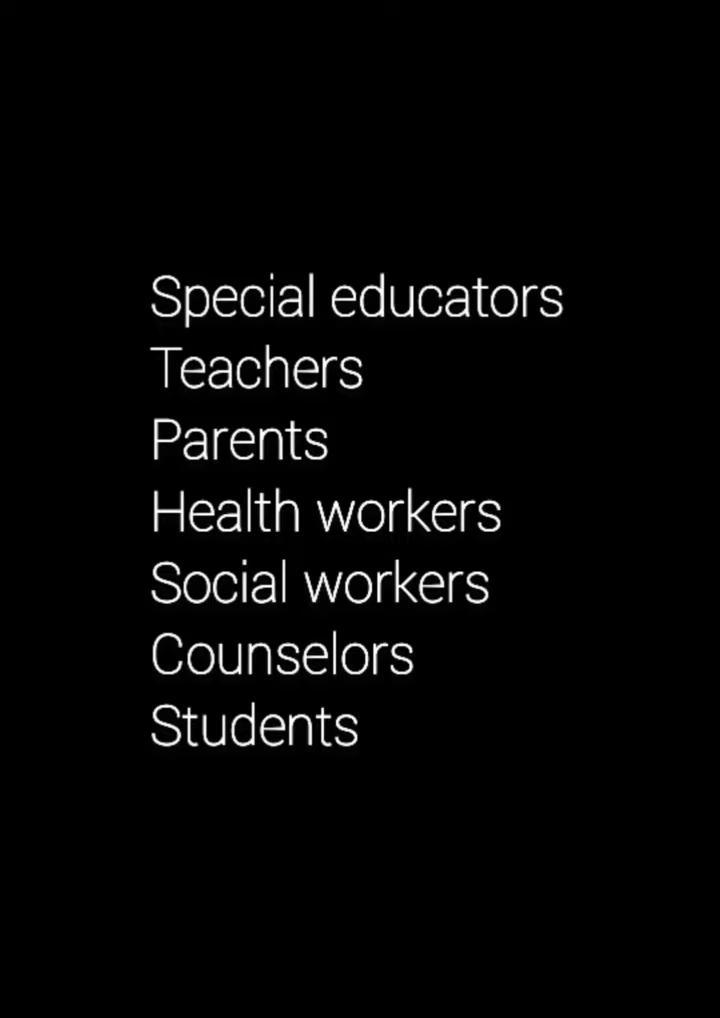 Special educators
Teachers
Parents
Health workers
Social workers
Counselors
Students